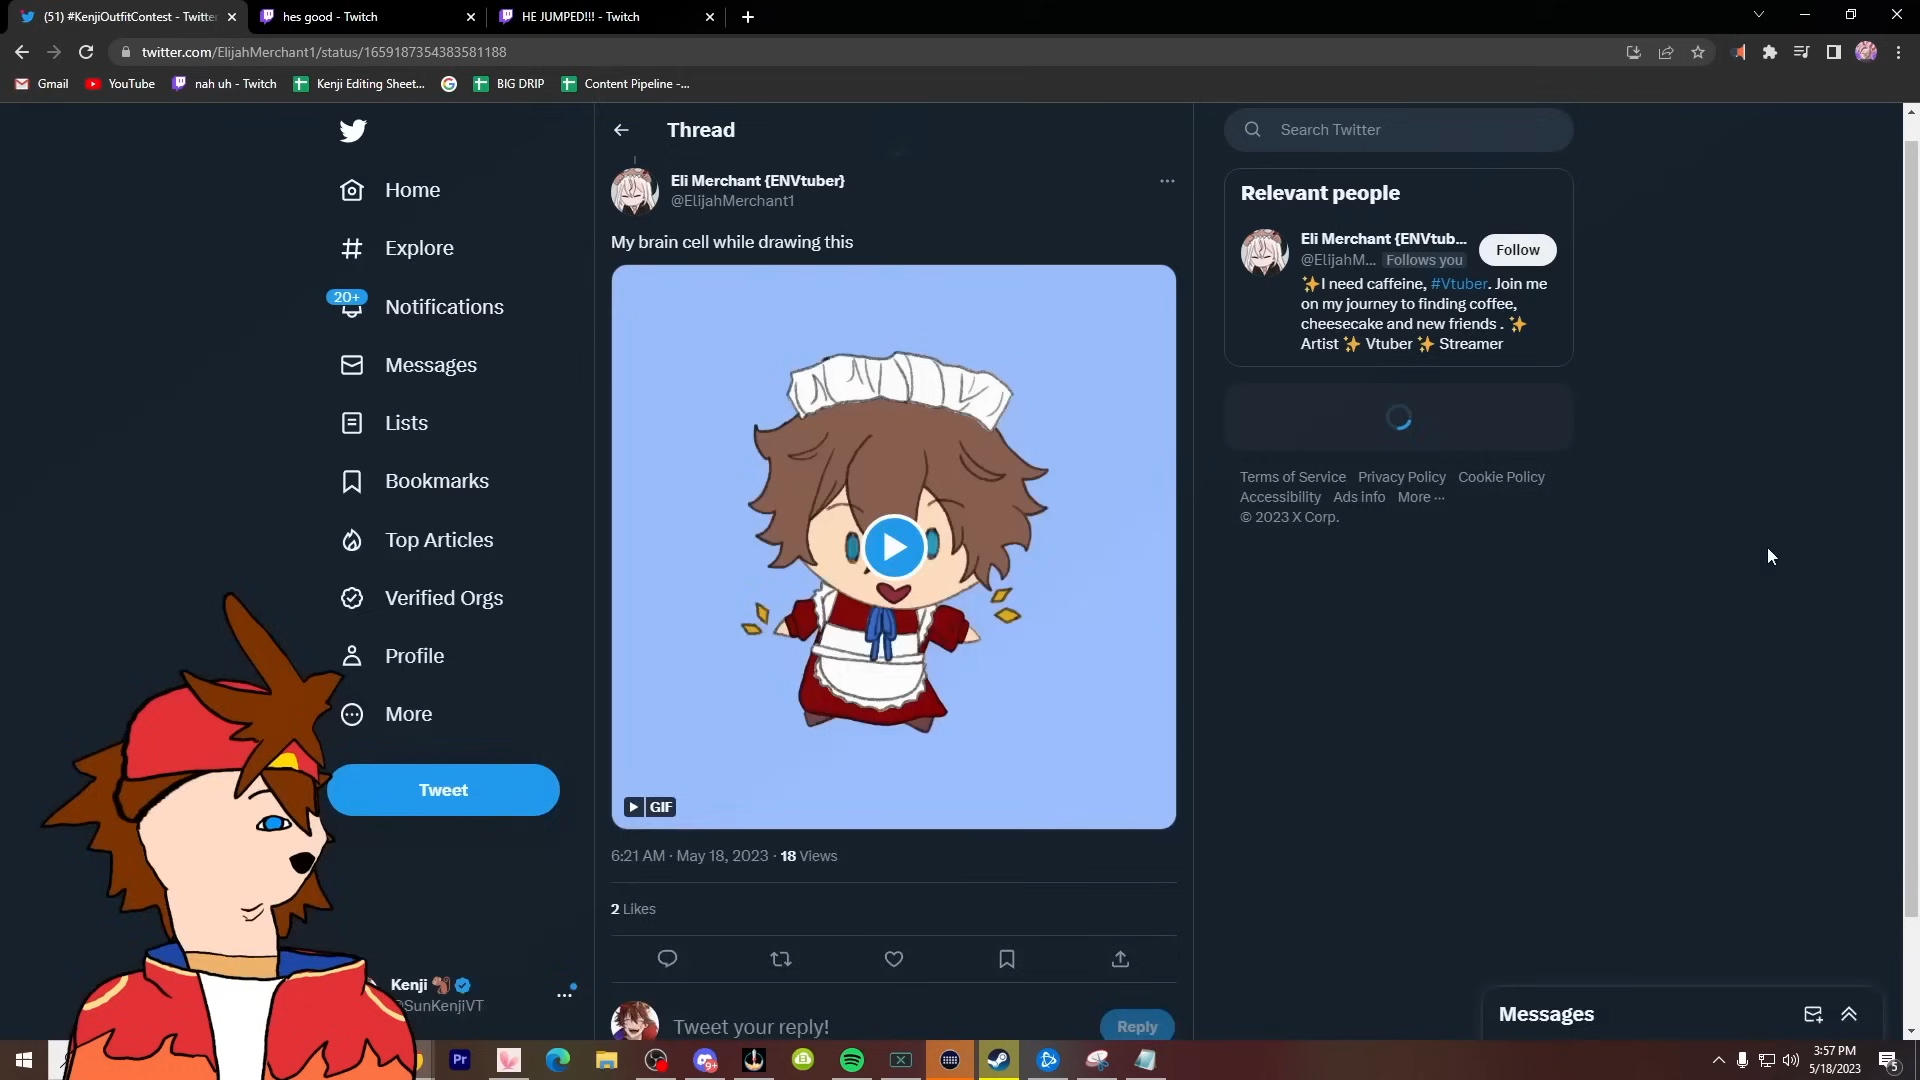 (51) #KenjiOutfitContest - Twitter
hes good - Twitch
HE JUMPED!!! - Twitch
twitter.com/ElijahMerchant1/status/1659187354383581188
Gmail
YouTube
nah uh - Twitch
Kenji Editing Sheet...
BIG DRIP
Content Pipeline -...
Home
Explore
20+
Notifications
Messages
Lists
Bookmarks
Top Articles
Verified Orgs
Profile
More
Tweet
Kenji
@SunKenjiVT
Thread
Eli Merchant {ENVtuber}
@ElijahMerchant1
My brain cell while drawing this
GIF
6:21 AM · May 18, 2023 · 18 Views
2 Likes
Tweet your reply!
Reply
Search Twitter
Relevant people
Eli Merchant {ENVtub...
@ElijahM... Follows you
Follow
✨I need caffeine, #Vtuber. Join me
on my journey to finding coffee,
cheesecake and new friends . ✨
Artist ✨ Vtuber ✨ Streamer
Terms of Service Privacy Policy Cookie Policy
Accessibility Ads info More ···
© 2023 X Corp.
Messages
Pr
9+
3:57 PM
5/18/2023
5